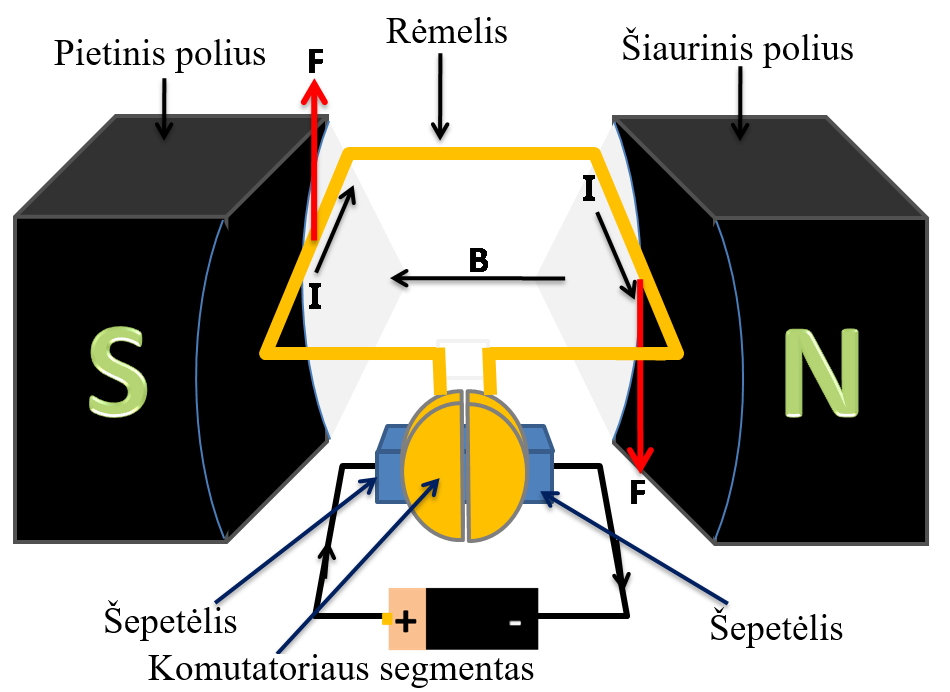 Rėmelis
Pietinis polius
Šiaurinis polius
F
I
B
I
S
N
F
+
-
Šepetėlis
Šepetėlis
Komutatoriaus segmentas